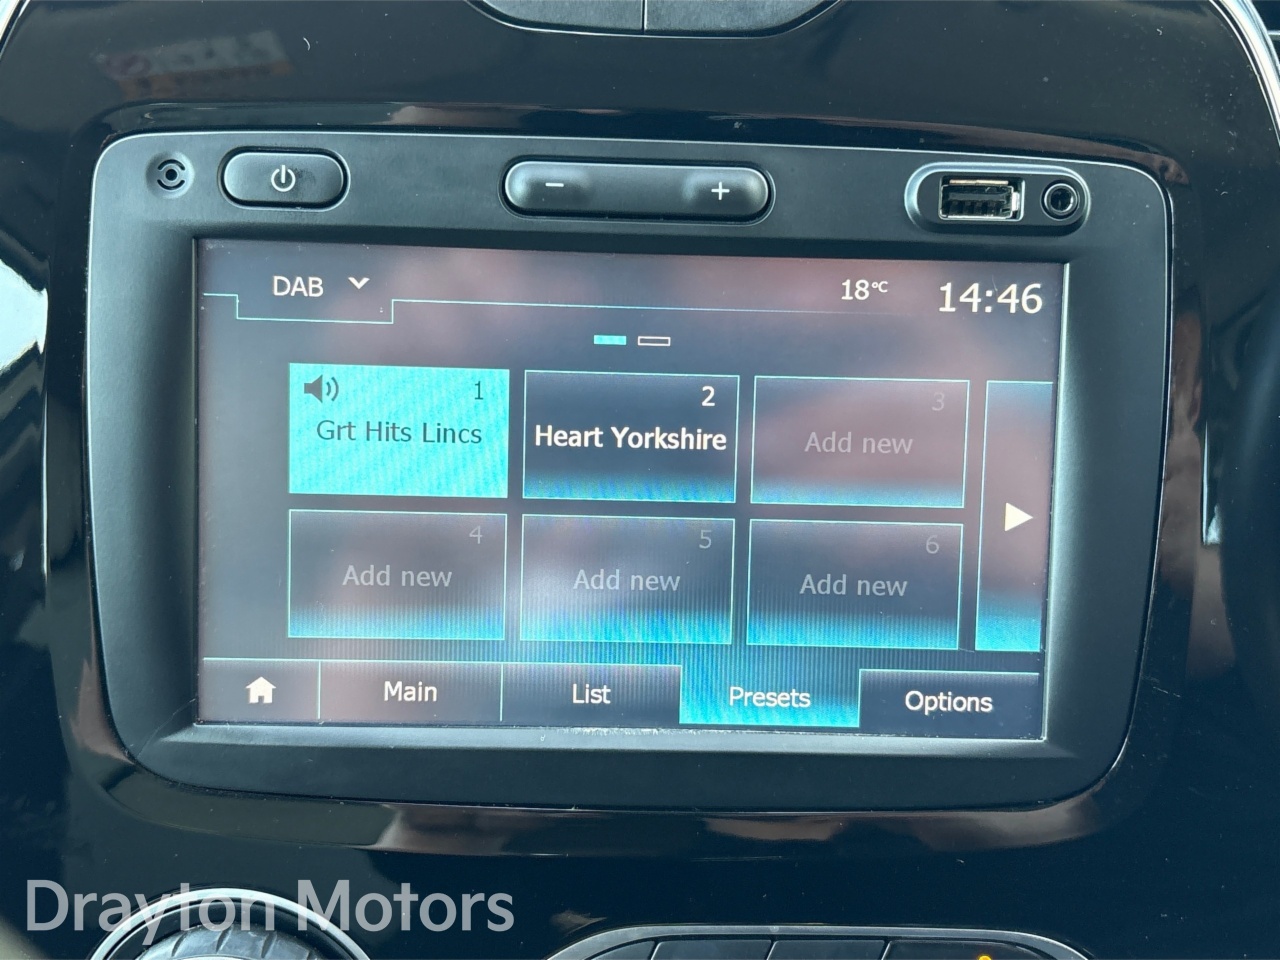 DAB
18°C
14:46
1
Grt Hits Lincs
2
Heart Yorkshire
3
Add new
4
Add new
5
Add new
6
Add new
Main
List
Presets
Options
Drayton Motors